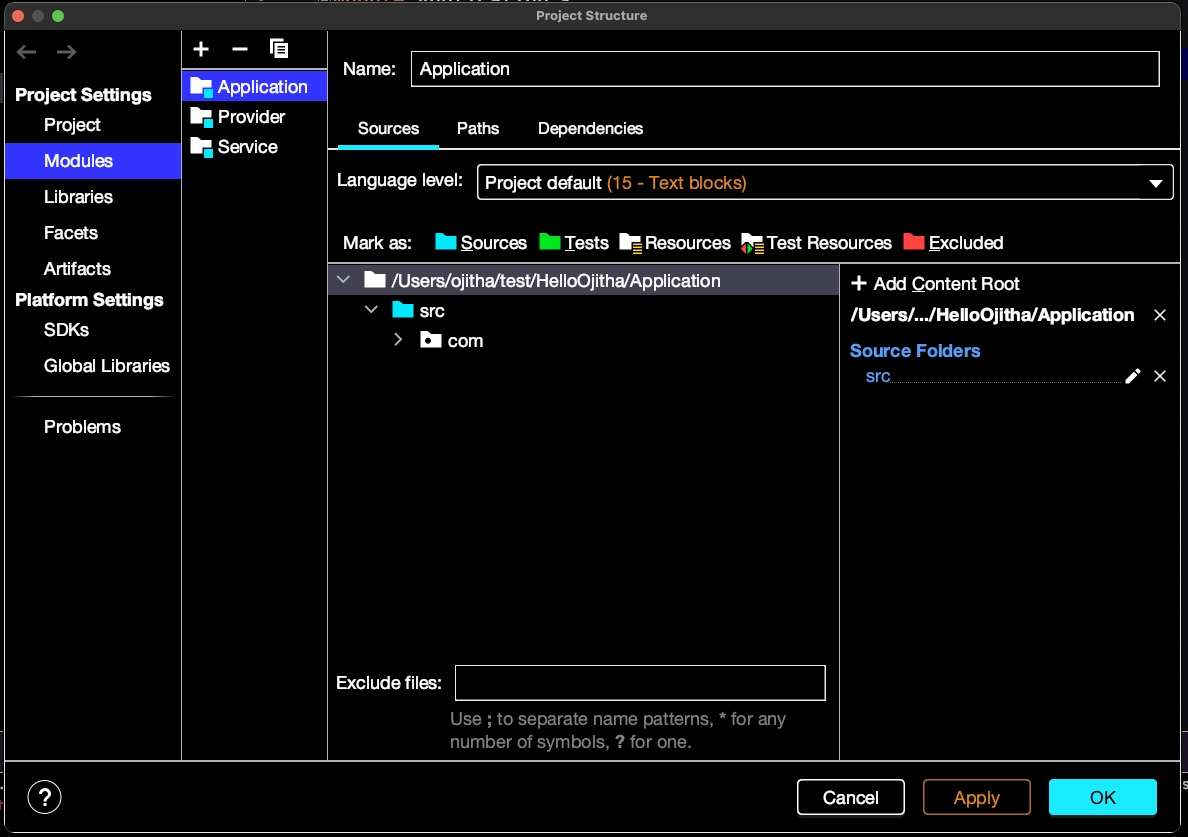 Project Structure
Project Settings
Project
Modules
Libraries
Facets
Artifacts
Platform Settings
SDKs
Global Libraries
Problems
Application
Provider
Service
Name: Application
Sources Paths Dependencies
Language level: Project default (15 - Text blocks)
Mark as: Sources Tests Resources Test Resources Excluded
/Users/ojitha/test/HelloOjitha/Application
src
com
+ Add Content Root
/Users/.../HelloOjitha/Application
Source Folders
src
Exclude files:
Use ; to separate name patterns, * for any
number of symbols, ? for one.
?
Cancel Apply OK